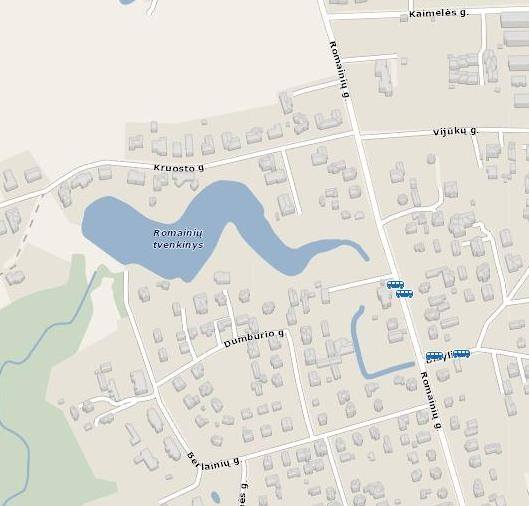 Kaimelės g.
Romainių g.
Vijūkų g.
Kruosto g
Romainių
tvenkinys
Dumburio g
Romainių g.
Berlainių g.